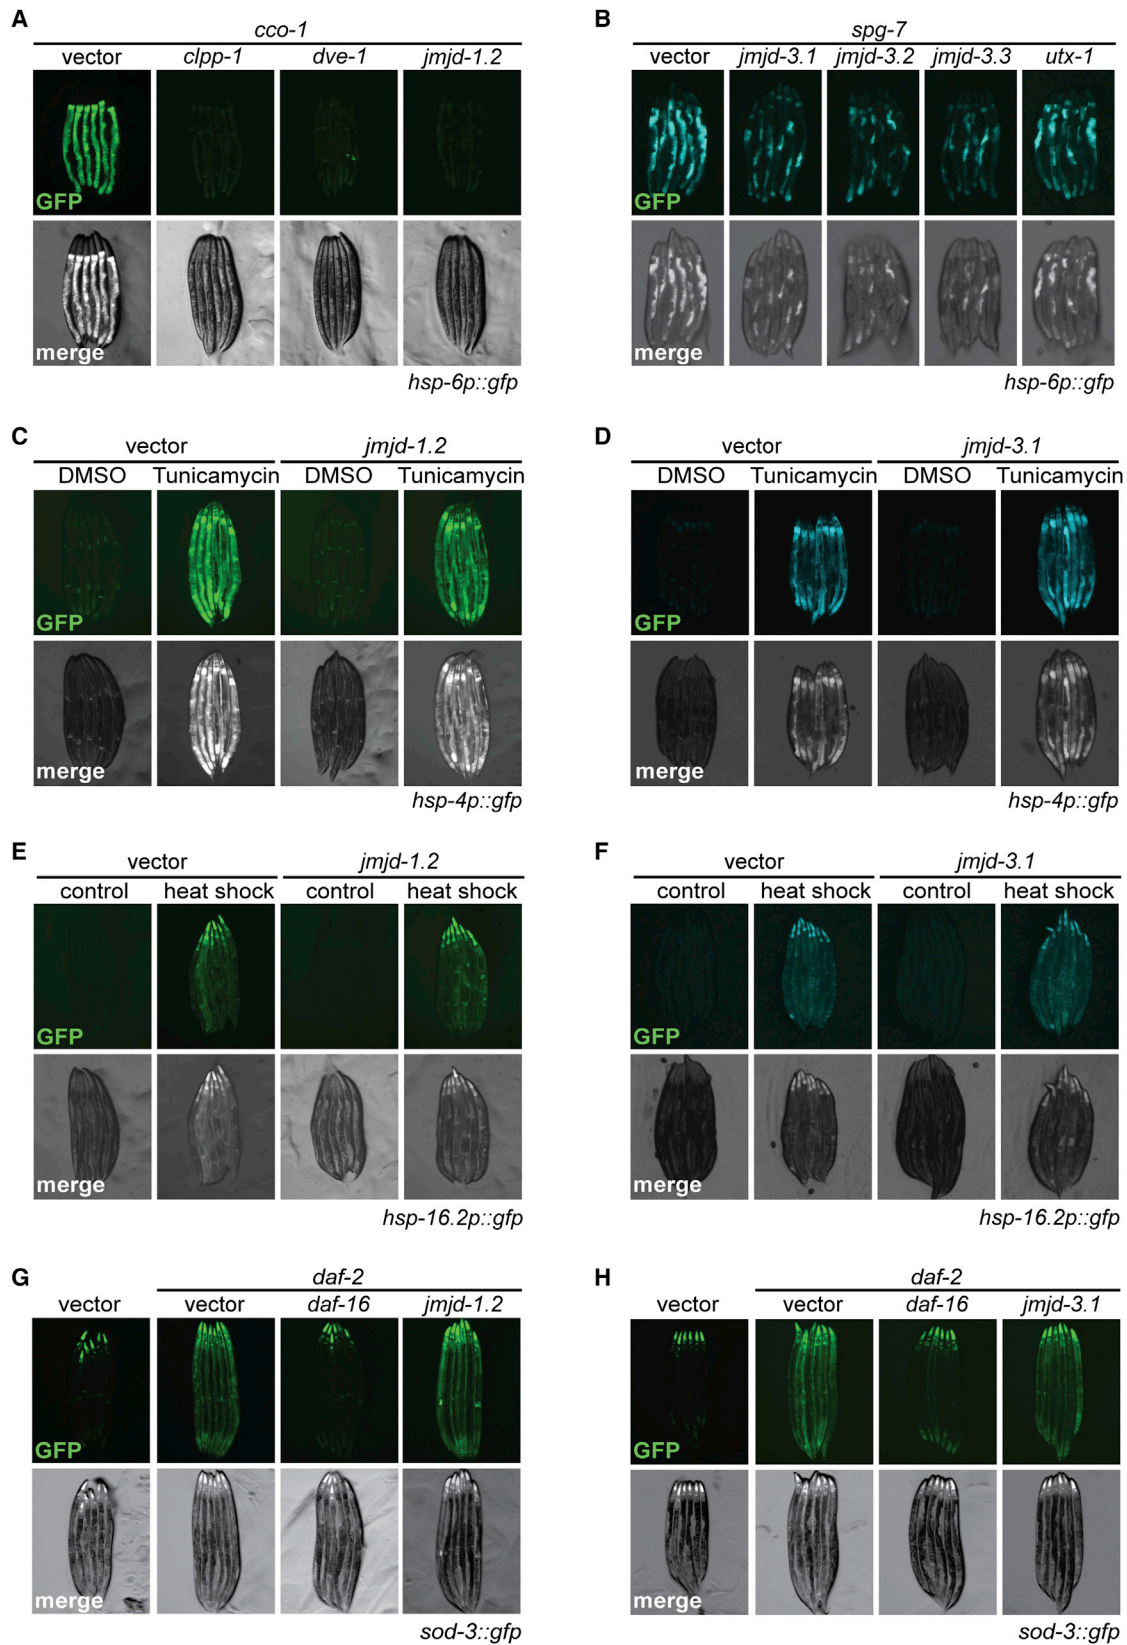 A
cco-1
vector clpp-1 dve-1 jmjd-1.2
GFP
merge
hsp-6p::gfp
B
spg-7
vector jmjd-3.1 jmjd-3.2 jmjd-3.3 utx-1
GFP
merge
hsp-6p::gfp
C
vector jmjd-1.2
DMSO Tunicamycin DMSO Tunicamycin
GFP
merge
hsp-4p::gfp
D
vector jmjd-3.1
DMSO Tunicamycin DMSO Tunicamycin
GFP
merge
hsp-4p::gfp
E
vector jmjd-1.2
control heat shock control heat shock
GFP
merge
hsp-16.2p::gfp
F
vector jmjd-3.1
control heat shock control heat shock
GFP
merge
hsp-16.2p::gfp
G
daf-2
vector vector daf-16 jmjd-1.2
GFP
merge
sod-3::gfp
H
daf-2
vector vector daf-16 jmjd-3.1
GFP
merge
sod-3::gfp